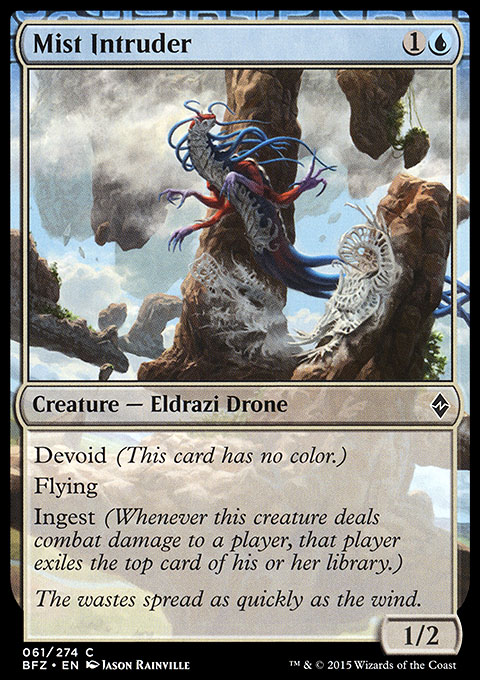 Mist Intruder 1
Creature — Eldrazi Drone
Devoid (This card has no color.)
Flying
Ingest (Whenever this creature deals
combat damage to a player, that player
exiles the top card of his or her library.)
The wastes spread as quickly as the wind.
1/2
061/274 C
BFZ • EN Jason Rainville
™ & © 2015 Wizards of the Coast